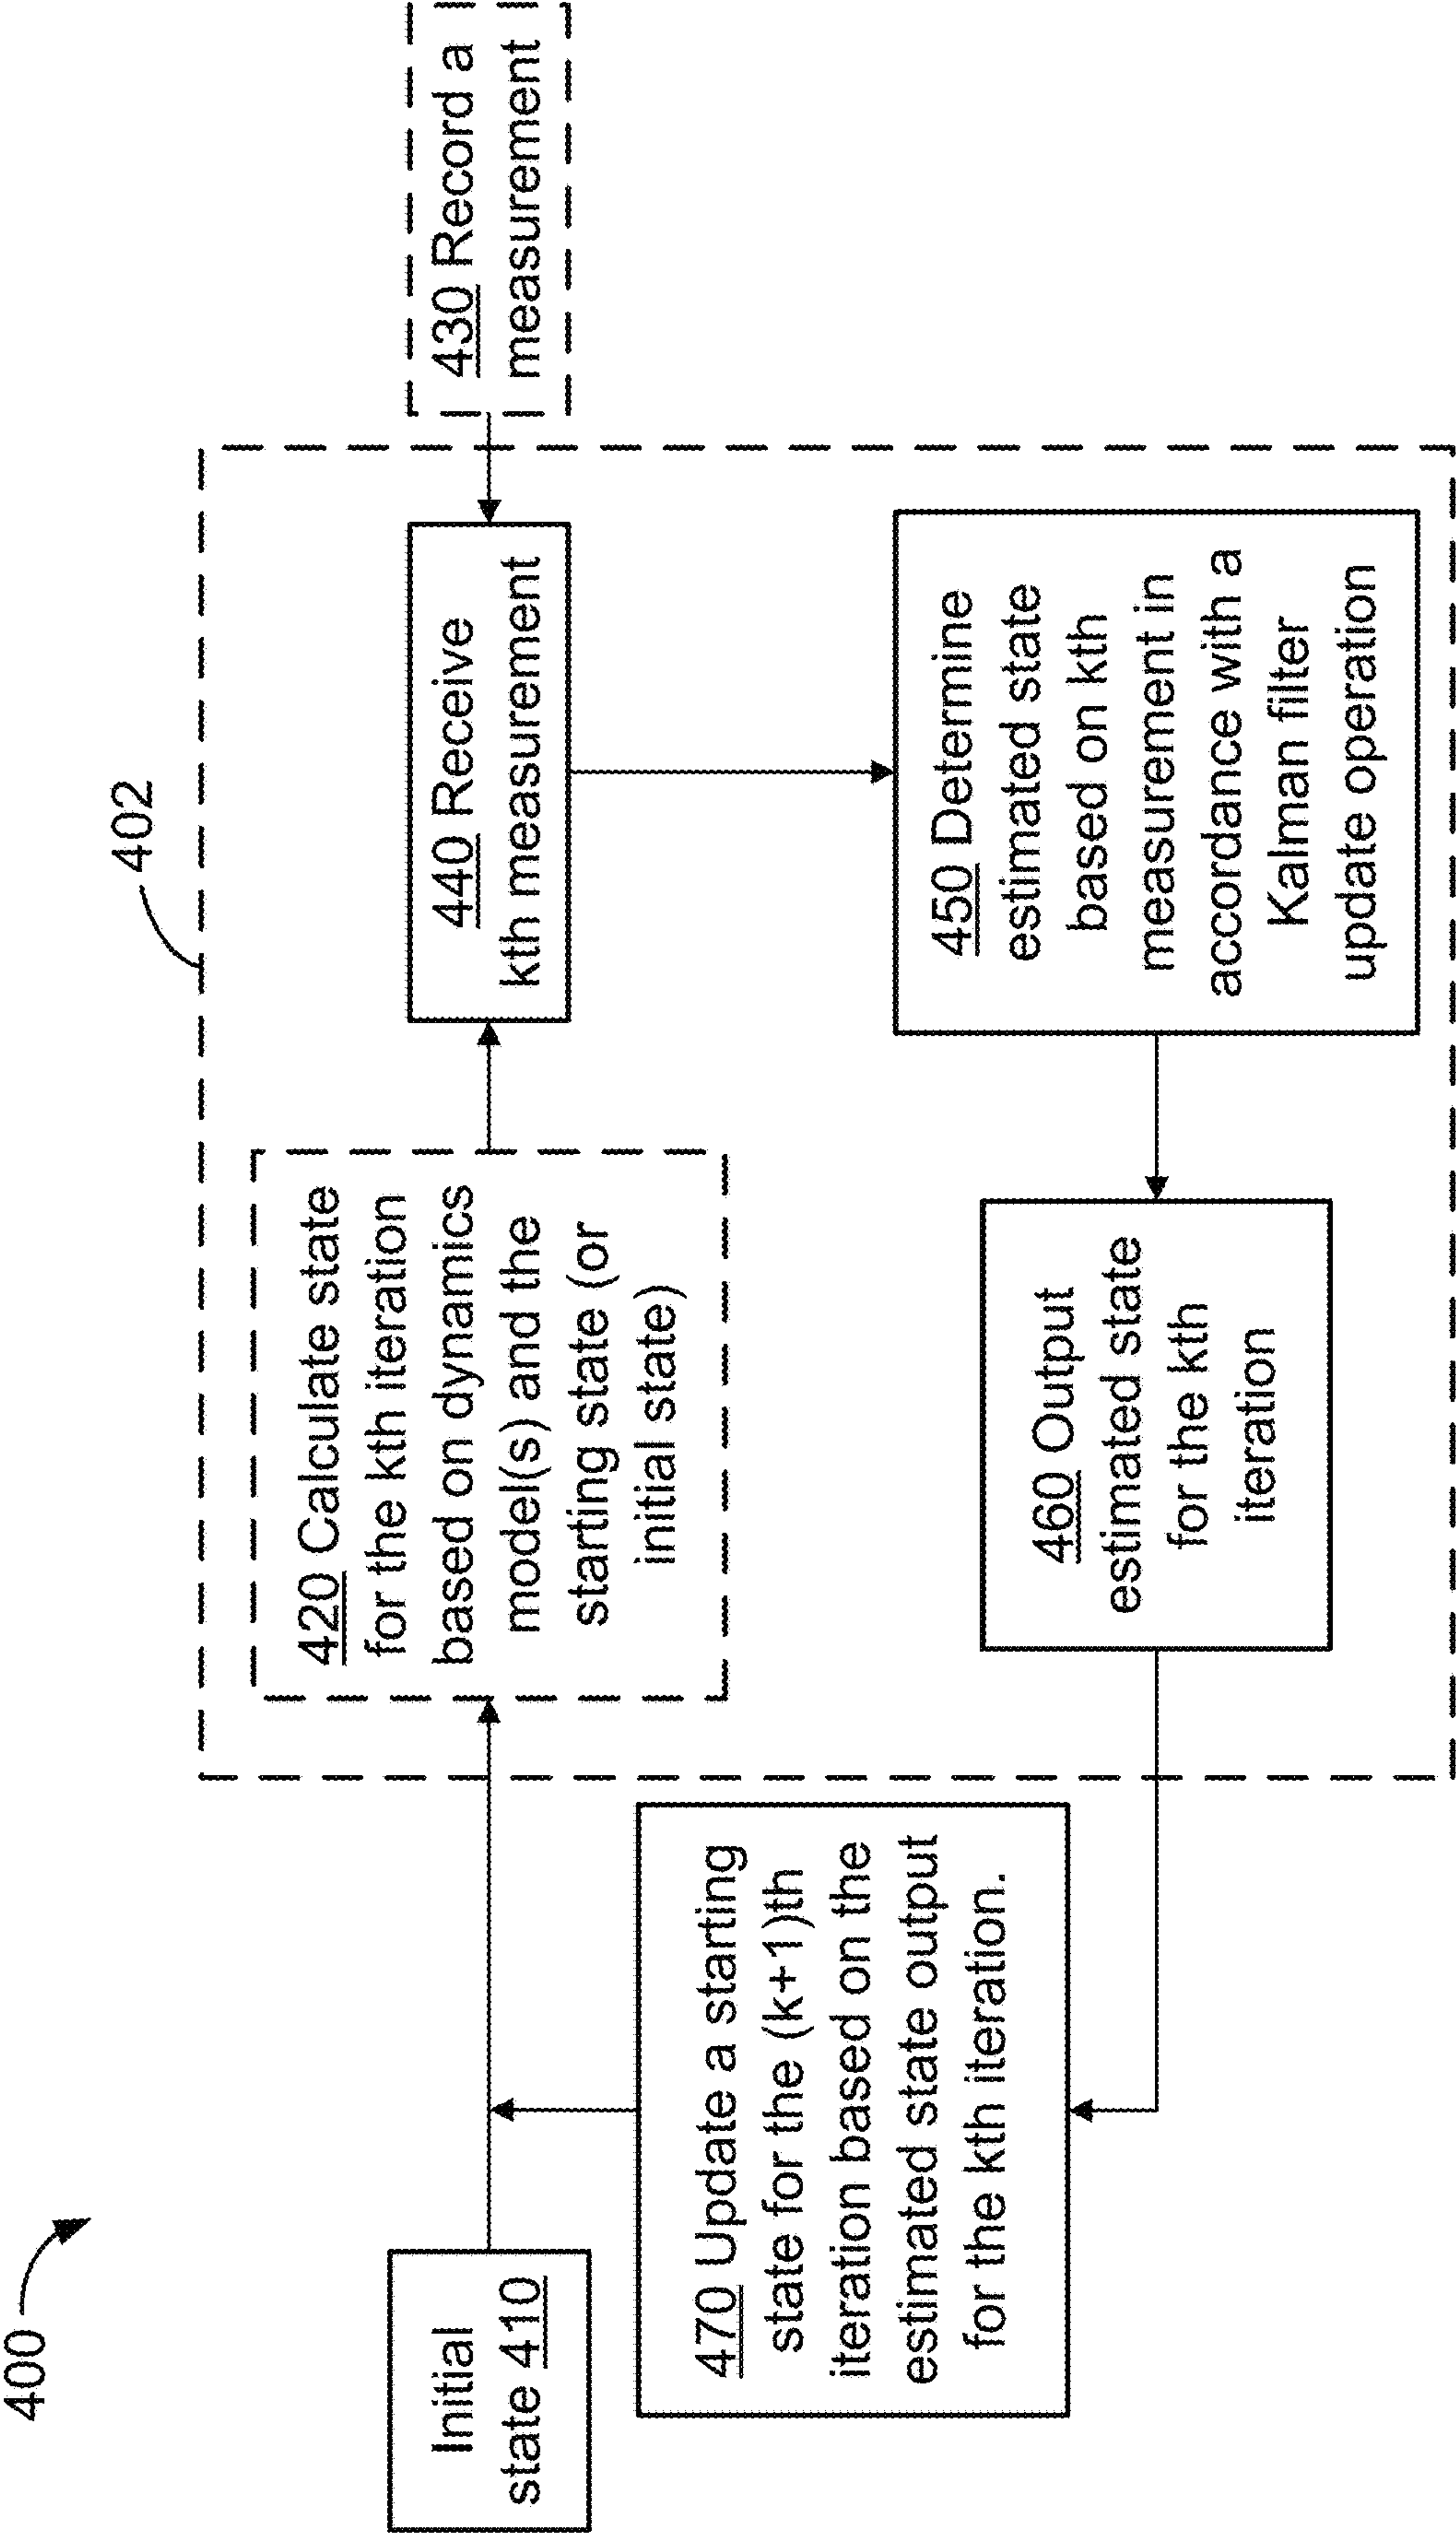 400
402
Initial
state 410
420 Calculate state
for the kth iteration
based on dynamics
model(s) and the
starting state (or
initial state)
440 Receive
kth measurement
430 Record a
measurement
470 Update a starting
state for the (k+1)th
iteration based on the
estimated state output
for the kth iteration.
460 Output
estimated state
for the kth
iteration
450 Determine
estimated state
based on kth
measurement in
accordance with a
Kalman filter
update operation